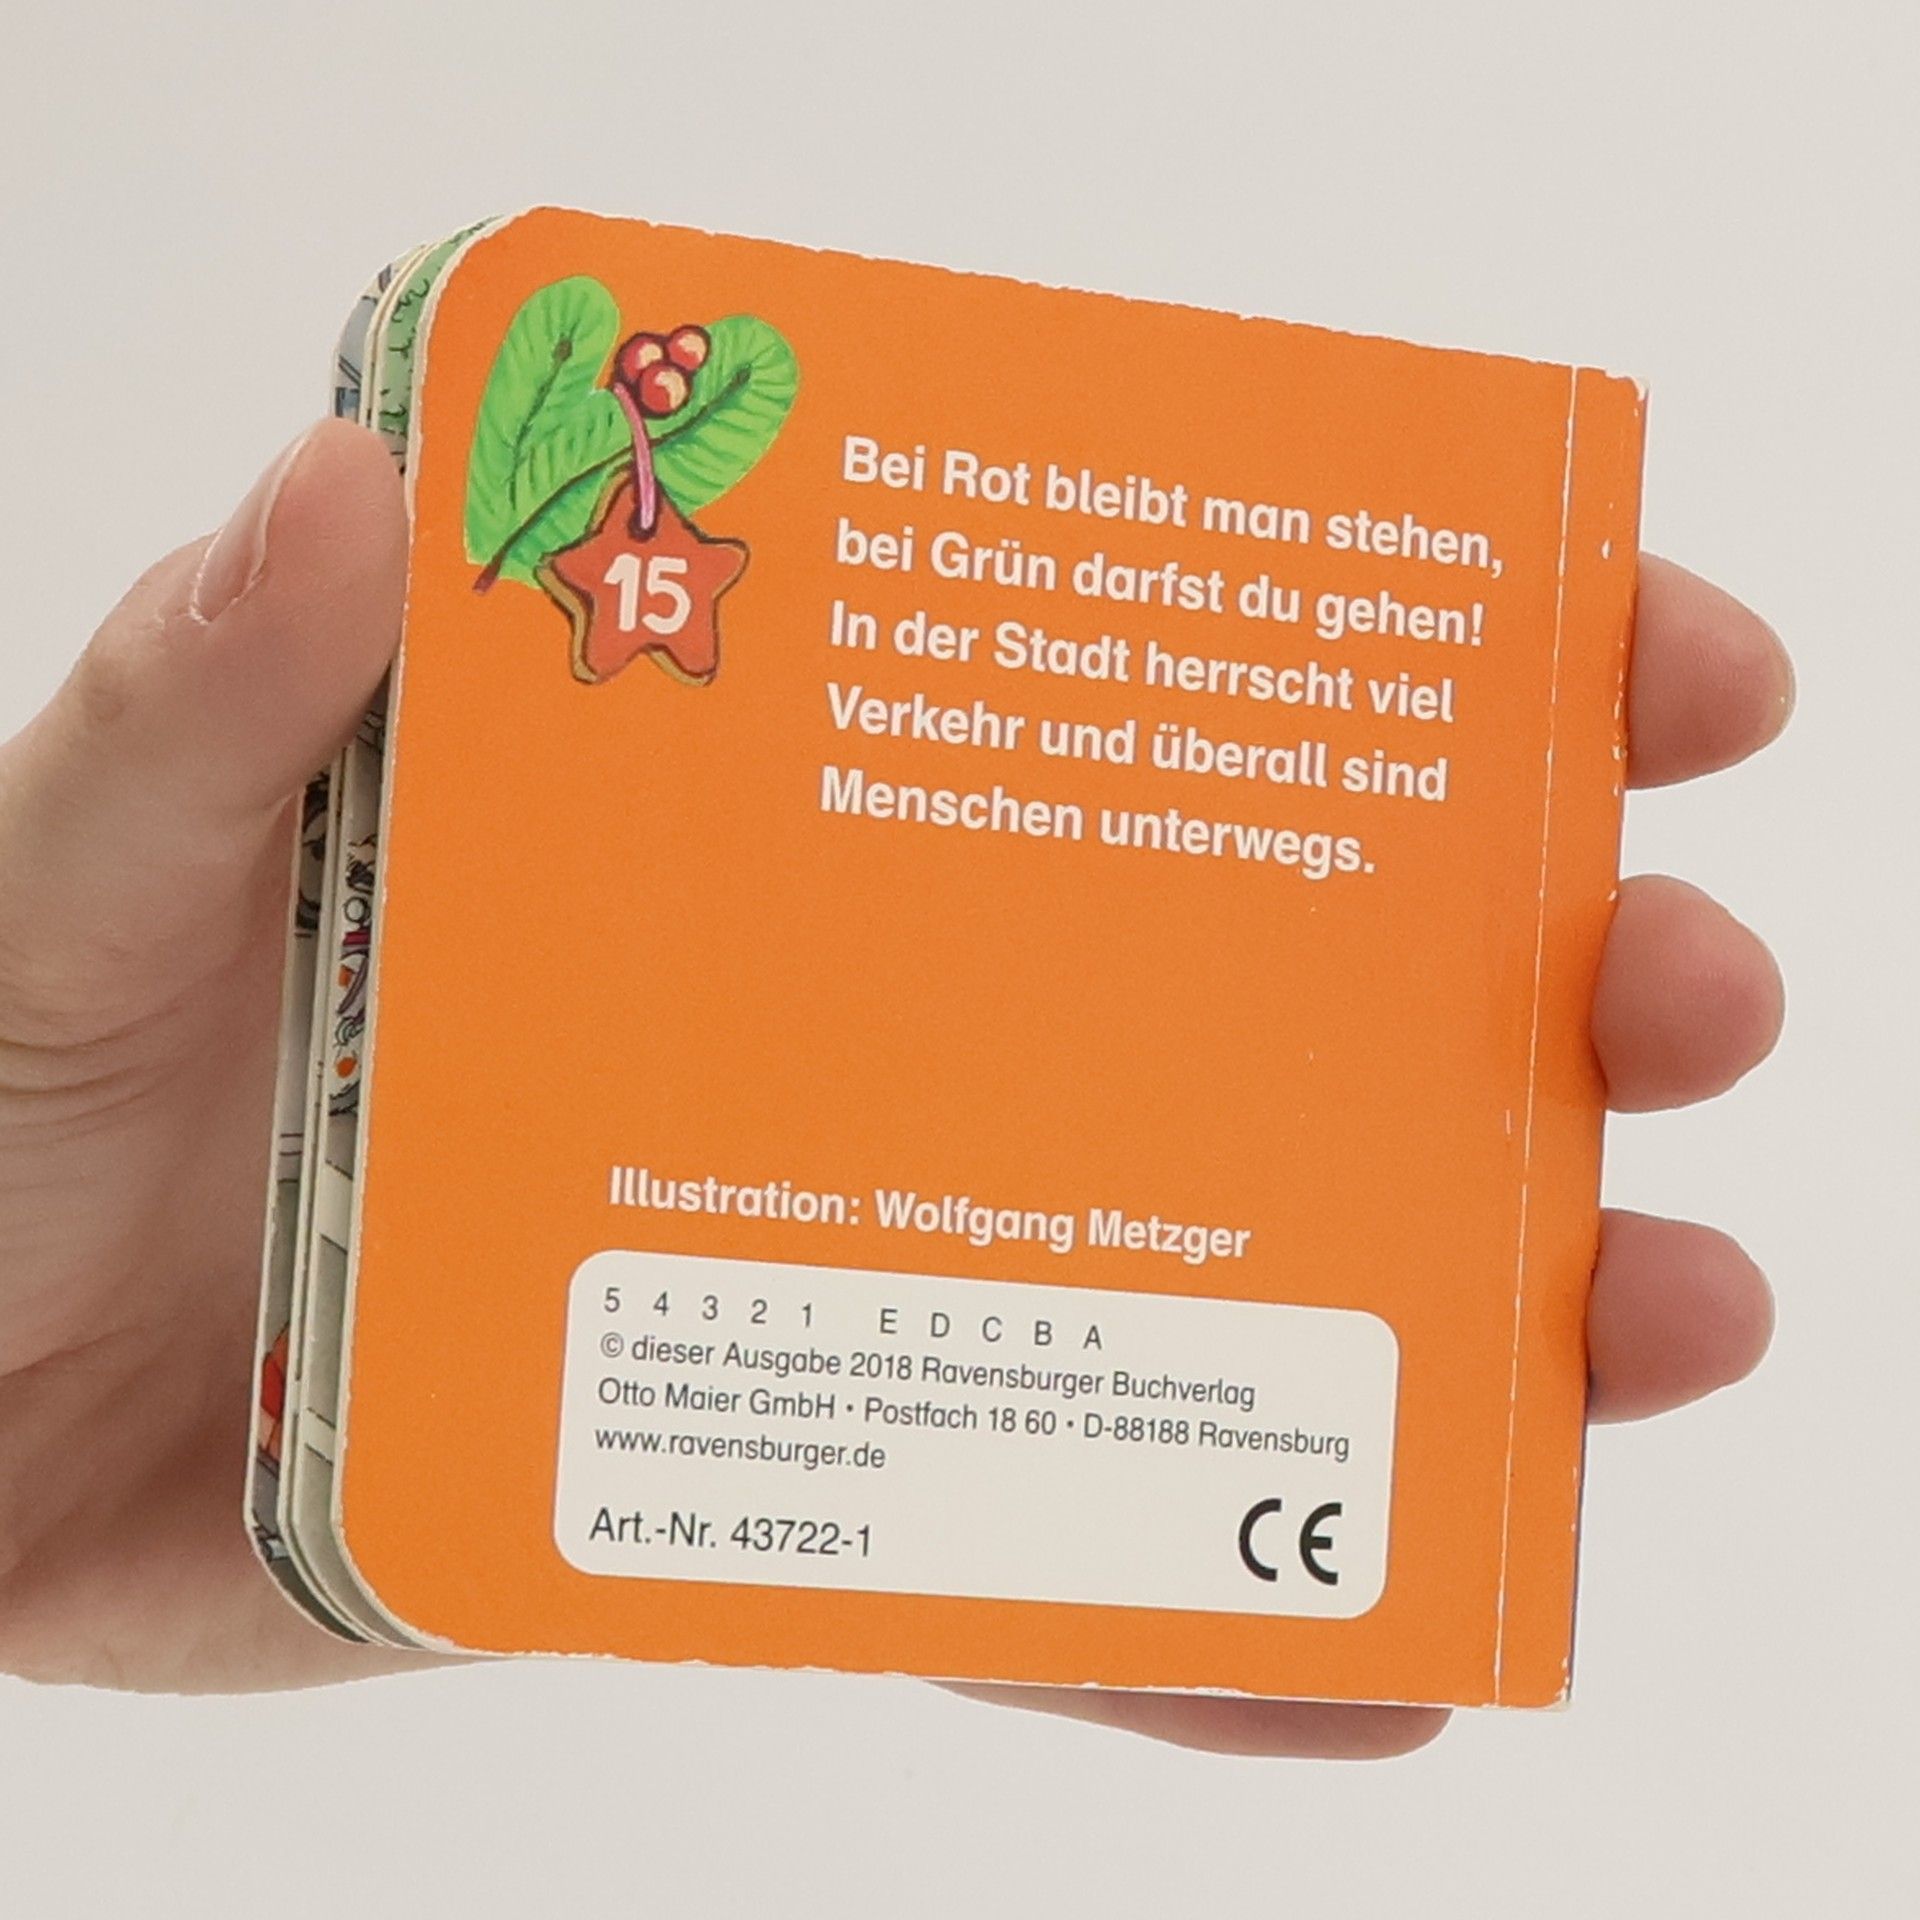 15
Bei Rot bleibt man stehen,
bei Grün darfst du gehen!
In der Stadt herrscht viel
Verkehr und überall sind
Menschen unterwegs.
Illustration: Wolfgang Metzger
5 4 3 2 1 E D C B A
© dieser Ausgabe 2018 Ravensburger Buchverlag
Otto Maier GmbH • Postfach 18 60 • D-88188 Ravensburg
www.ravensburger.de
Art.-Nr. 43722-1
CE